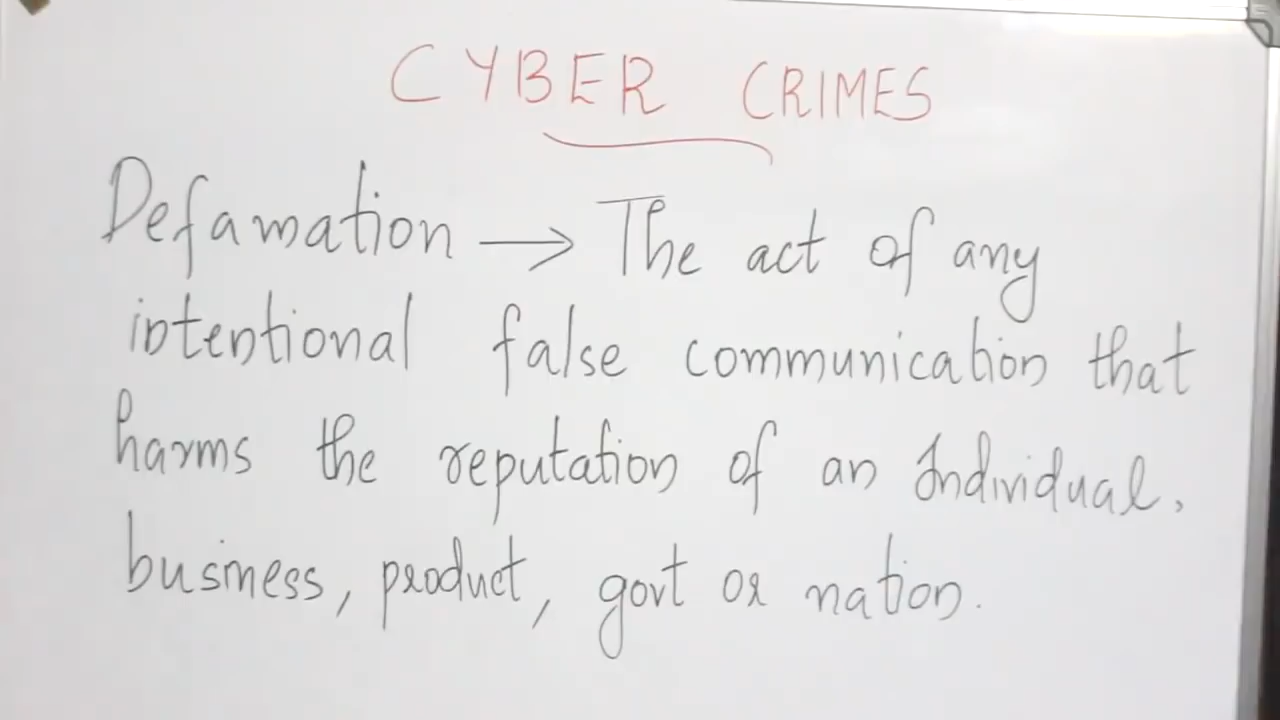 CYBER CRIMES
Defamation → The act of any
intentional false communication that
harms the reputation of an Individual,
business, product, govt or nation.